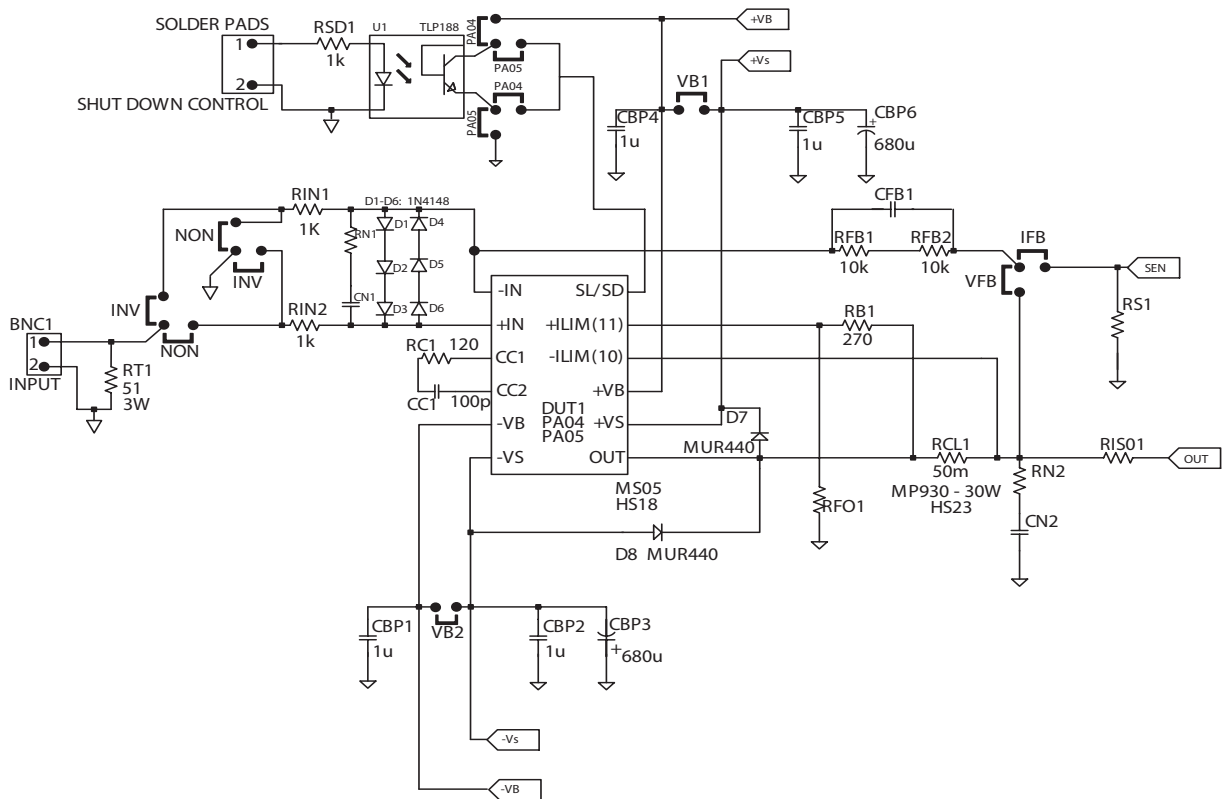 SOLDER PADS
1
2
SHUT DOWN CONTROL
RSD1
1k
U1
TLP188
PA04
PA05
PA04
PA05
+VB
+Vs
VB1
CBP4
1u
CBP5
1u
+
CBP6
680u
RIN1
1K
D1-D6: 1N4148
NON
INV
RN1
D1
D4
D2
D5
CN1
D3
D6
INV
NON
RIN2
1k
BNC1
1
2
INPUT
RT1
51
3W
RC1
120
CC1
100p
-IN
+IN
CC1
CC2
-VB
-VS
SL/SD
+ILIM(11)
-ILIM(10)
+VB
+VS
OUT
DUT1
PA04
PA05
MS05
HS18
CFB1
RFB1
10k
RFB2
10k
IFB
VFB
SEN
RS1
RB1
270
D7
MUR440
RFO1
RCL1
50m
MP930 - 30W
HS23
RN2
CN2
RIS01
OUT
D8 MUR440
CBP1
1u
VB2
CBP2
1u
CBP3
+
680u
-Vs
-VB